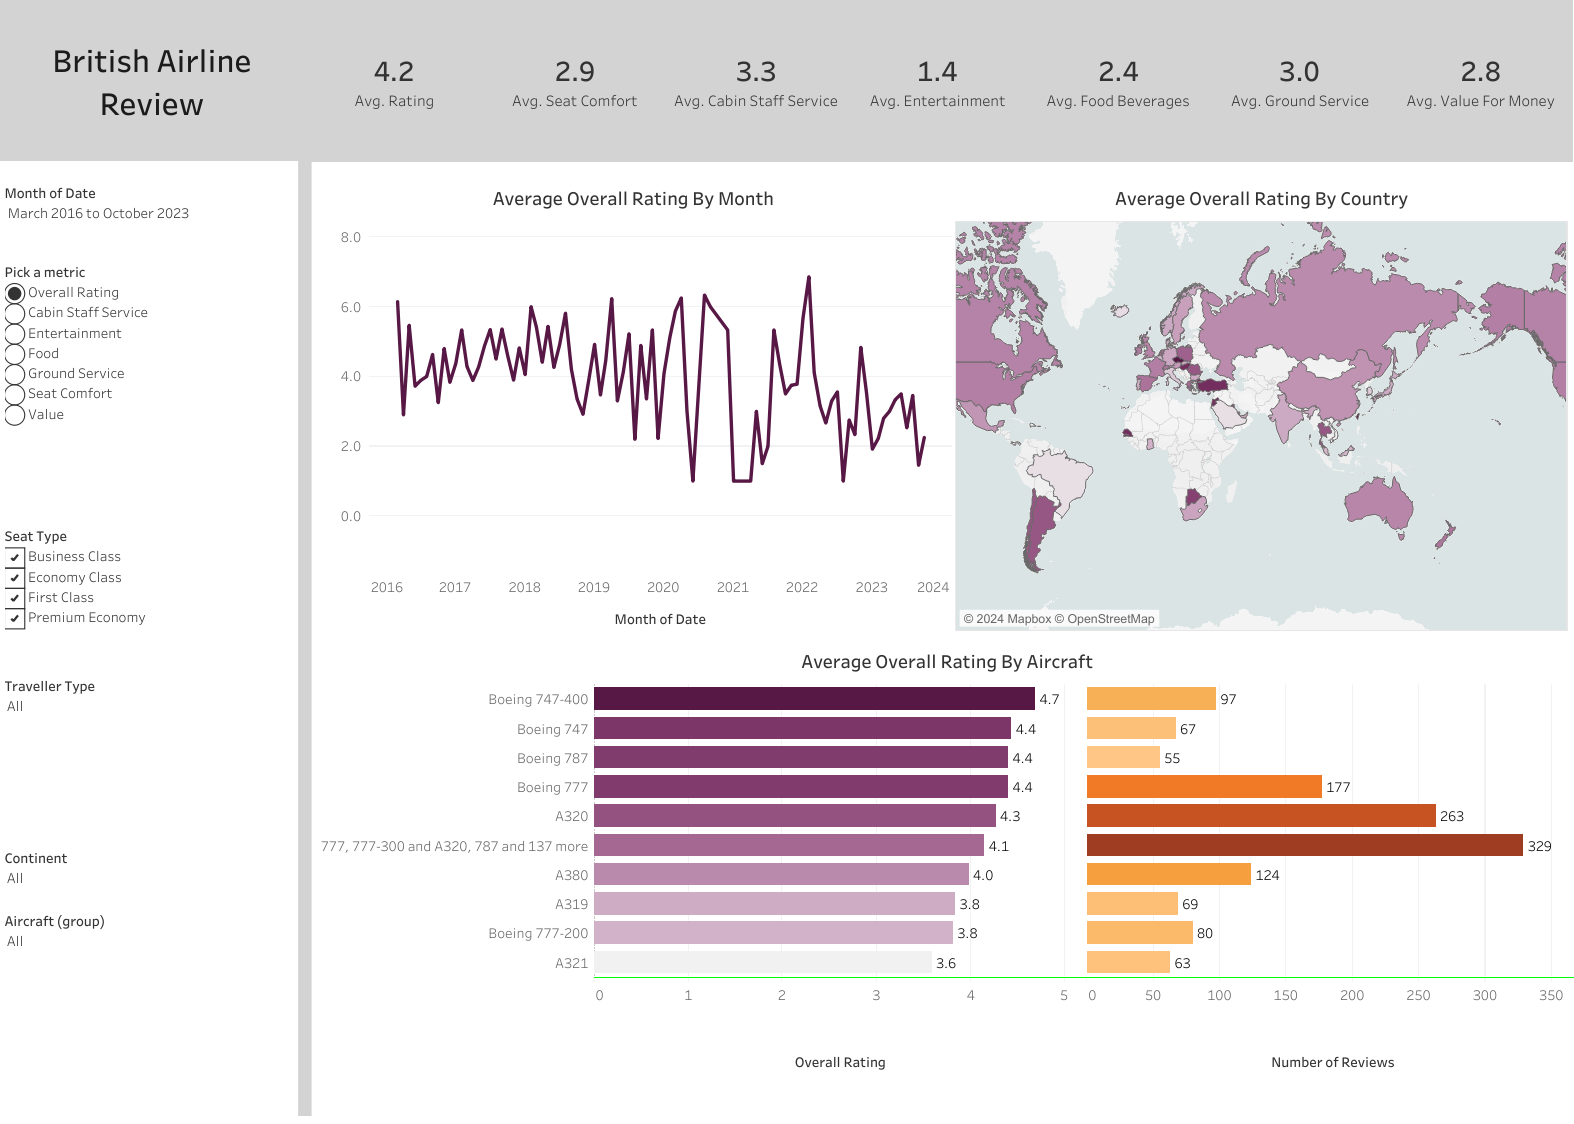 British Airline
Review
4.2
Avg. Rating
2.9
Avg. Seat Comfort
3.3
Avg. Cabin Staff Service
1.4
Avg. Entertainment
2.4
Avg. Food Beverages
3.0
Avg. Ground Service
2.8
Avg. Value For Money
Month of Date
March 2016 to October 2023
Pick a metric
Overall Rating
Cabin Staff Service
Entertainment
Food
Ground Service
Seat Comfort
Value
Seat Type
Business Class
Economy Class
First Class
Premium Economy
Traveller Type
All
Continent
All
Aircraft (group)
All
Average Overall Rating By Month
8.0
6.0
4.0
2.0
0.0
2016 2017 2018 2019 2020 2021 2022 2023 2024
Month of Date
Average Overall Rating By Country
© 2024 Mapbox © OpenStreetMap
Average Overall Rating By Aircraft
Boeing 747-400 4.7 97
Boeing 747 4.4 67
Boeing 787 4.4 55
Boeing 777 4.4 177
A320 4.3 263
777, 777-300 and A320, 787 and 137 more 4.1 329
A380 4.0 124
A319 3.8 69
Boeing 777-200 3.8 80
A321 3.6 63
0 1 2 3 4 5 0 50 100 150 200 250 300 350
Overall Rating Number of Reviews